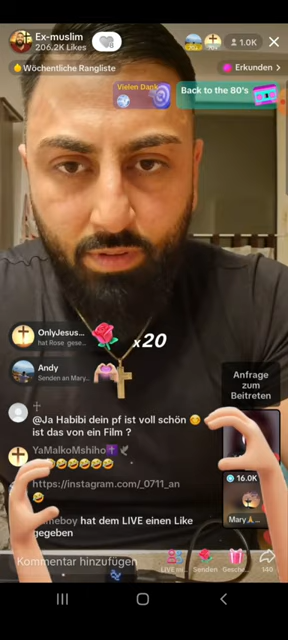 Ex-muslim
206.2K Likes
1.0K
Wöchentliche Rangliste
Erkunden >
Vielen Dank
Back to the 80's
OnlyJesus...
hat Rose gese...
x20
Andy
Senden an Mary...
Anfrage
zum
Beitreten
@Ja Habibi dein pf ist voll schön
ist das von ein Film ?
YaMalkoMshiho
https://instagram.com/_0711_an
16.0K
Mary
hat dem LIVE einen Like
gegeben
Kommentar hinzufügen
Senden
Gesche...
140